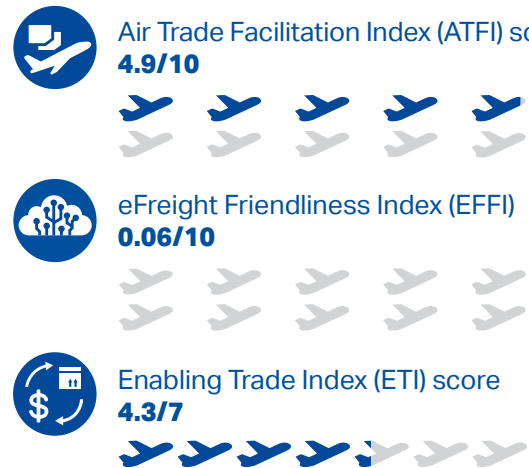 Air Trade Facilitation Index (ATFI)
4.9/10
eFreight Friendliness Index (EFFI)
0.06/10
$
Enabling Trade Index (ETI) score
4.3/7